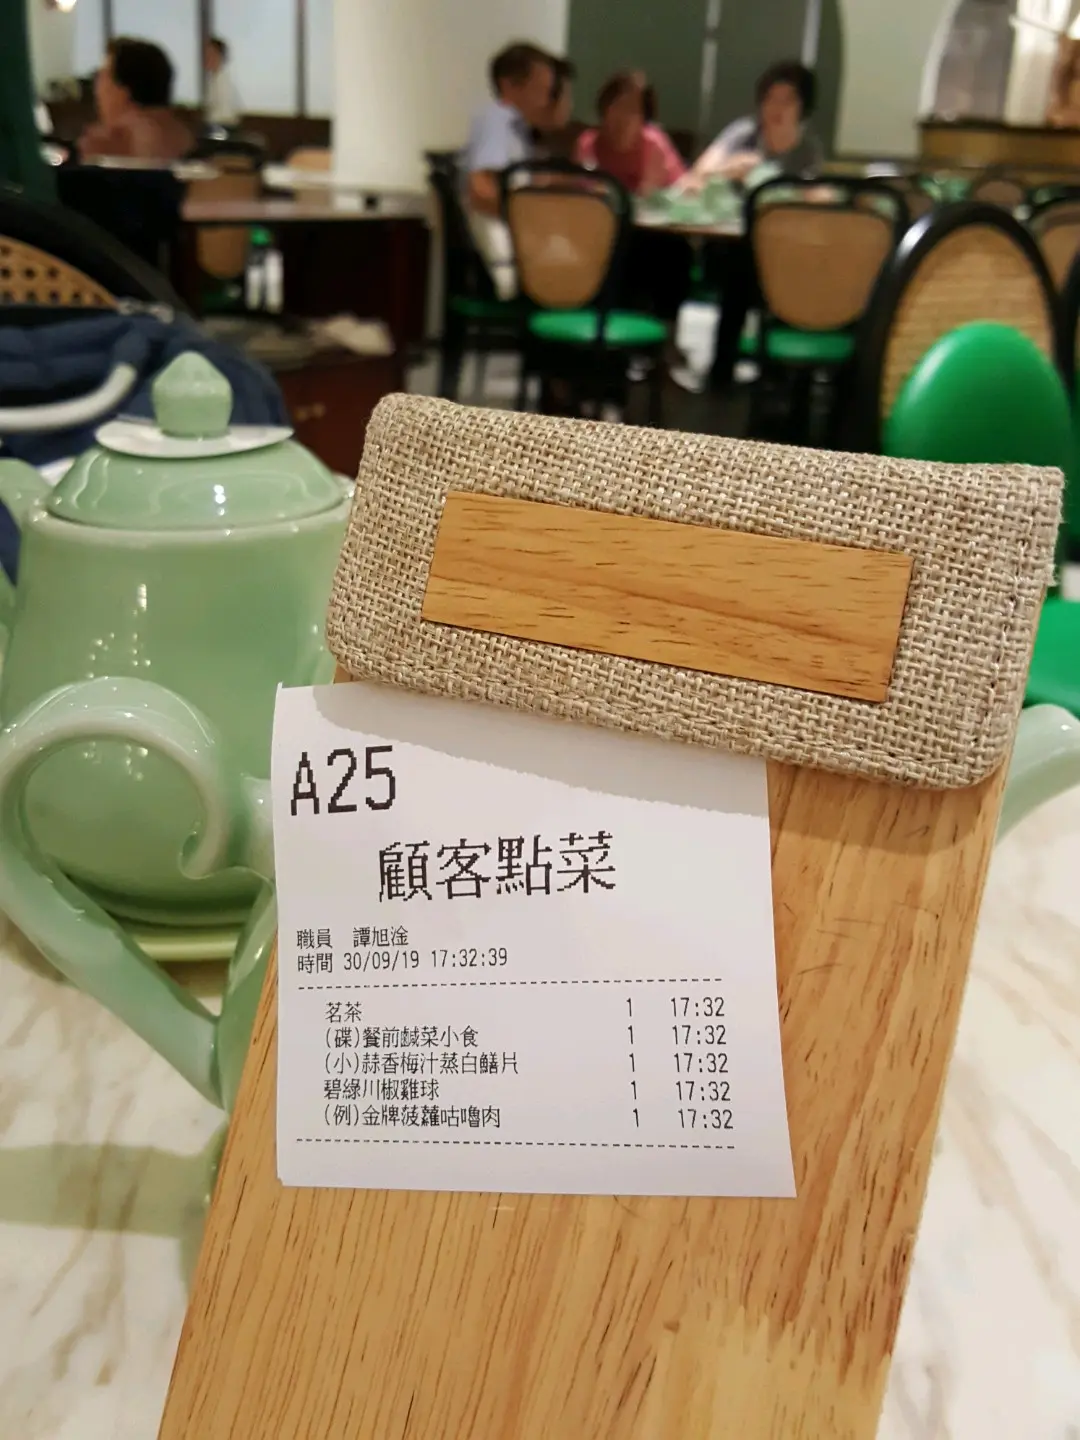 A25
顧客點菜
職員 譚旭淦
時間 30/09/19 17:32:39
茗茶 1 17:32
(碟)餐前鹹菜小食 1 17:32
(小)蒜香梅汁蒸白鱔片 1 17:32
碧綠川椒雞球 1 17:32
(例)金牌菠蘿咕嚕肉 1 17:32